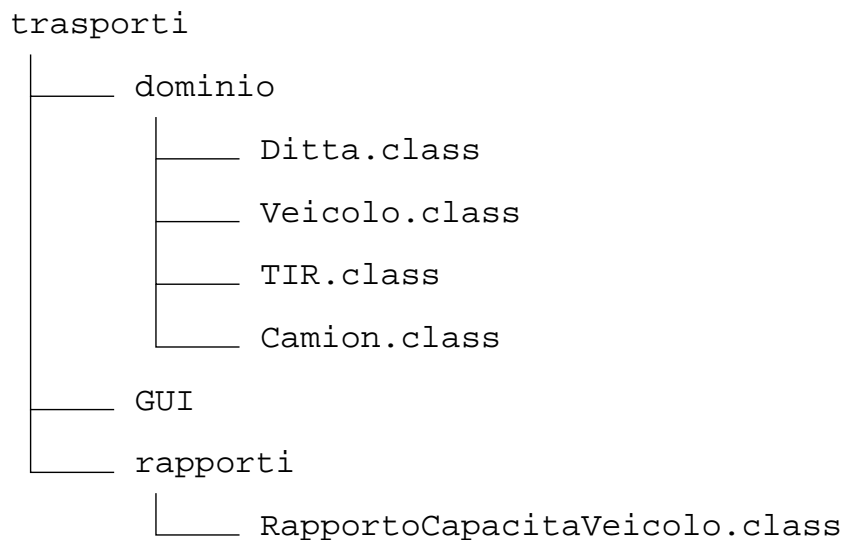 trasporti
dominio
Ditta.class
Veicolo.class
TIR.class
Camion.class
GUI
rapporti
RapportoCapacitaVeicolo.class